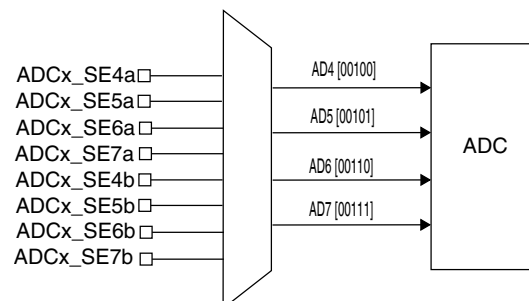 ADCx_SE4a
ADCx_SE5a
ADCx_SE6a
ADCx_SE7a
ADCx_SE4b
ADCx_SE5b
ADCx_SE6b
ADCx_SE7b
AD4 [00100]
AD5 [00101]
AD6 [00110]
AD7 [00111]
ADC